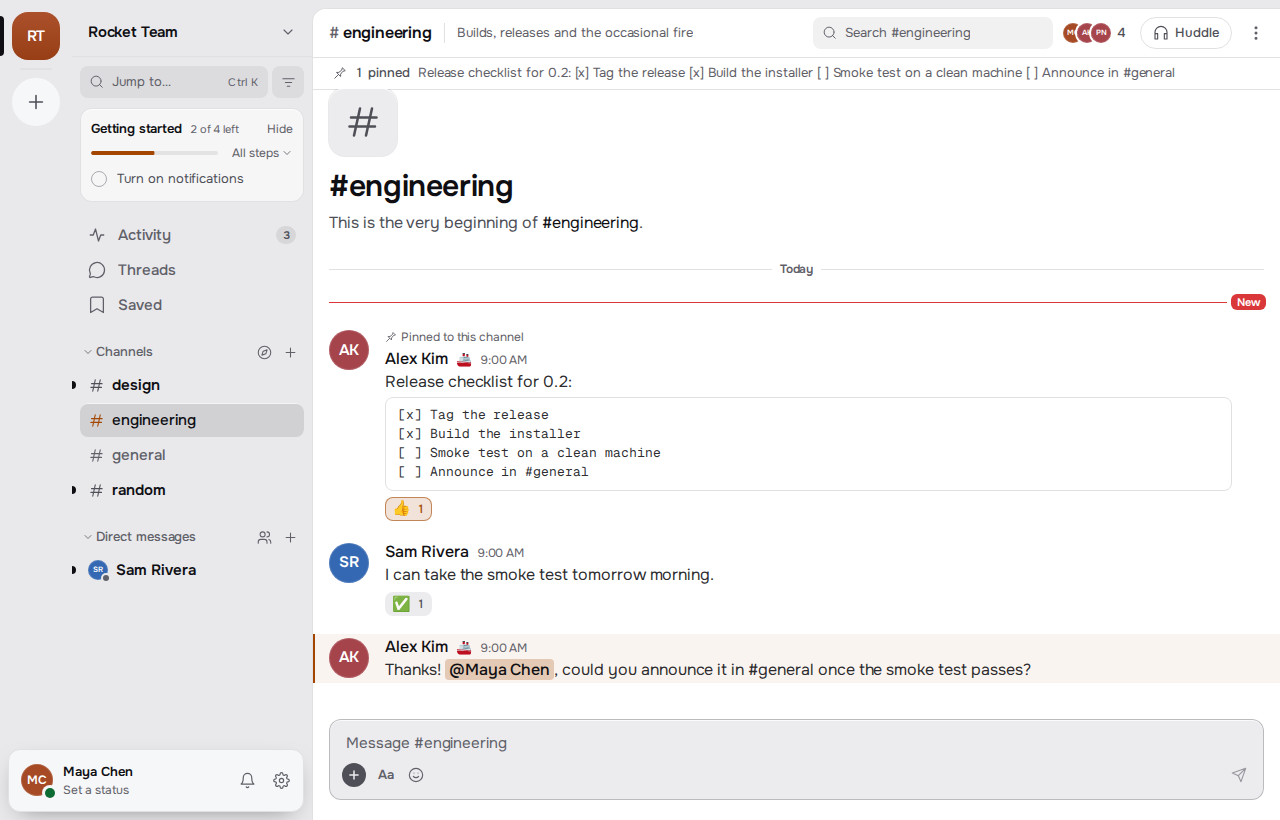 RT
Rocket Team
Jump to... Ctrl K
Getting started 2 of 4 left Hide
All steps
Turn on notifications
Activity 3
Threads
Saved
Channels
design
engineering
general
random
Direct messages
SR Sam Rivera
MC Maya Chen
Set a status
# engineering Builds, releases and the occasional fire
Search #engineering
PN 4
Huddle
1 pinned Release checklist for 0.2: [x] Tag the release [x] Build the installer [ ] Smoke test on a clean machine [ ] Announce in #general
#
#engineering
This is the very beginning of #engineering.
Today
New
Pinned to this channel
AK Alex Kim 9:00 AM
Release checklist for 0.2:
[x] Tag the release
[x] Build the installer
[ ] Smoke test on a clean machine
[ ] Announce in #general
1
SR Sam Rivera 9:00 AM
I can take the smoke test tomorrow morning.
1
AK Alex Kim 9:00 AM
Thanks! @Maya Chen, could you announce it in #general once the smoke test passes?
Message #engineering
Aa